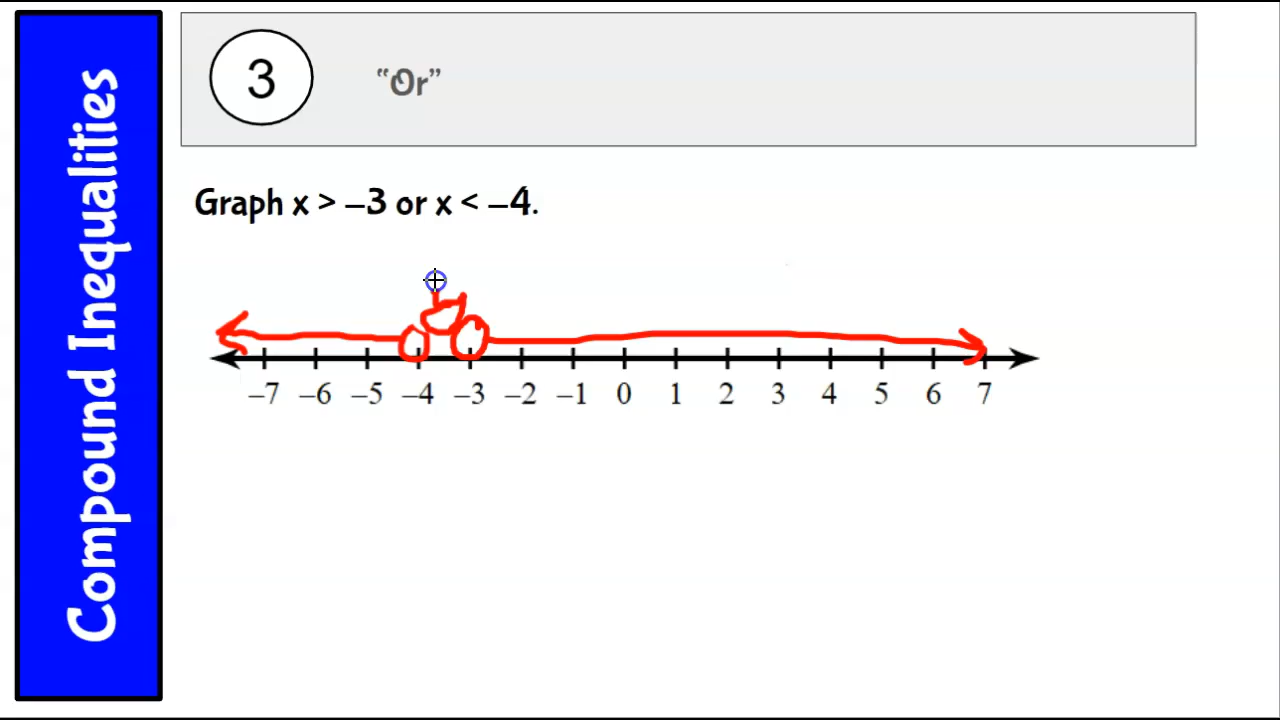 Compound Inequalities
3
“Or”
Graph x > –3 or x < –4.
–7 –6 –5 –4 –3 –2 –1 0 1 2 3 4 5 6 7